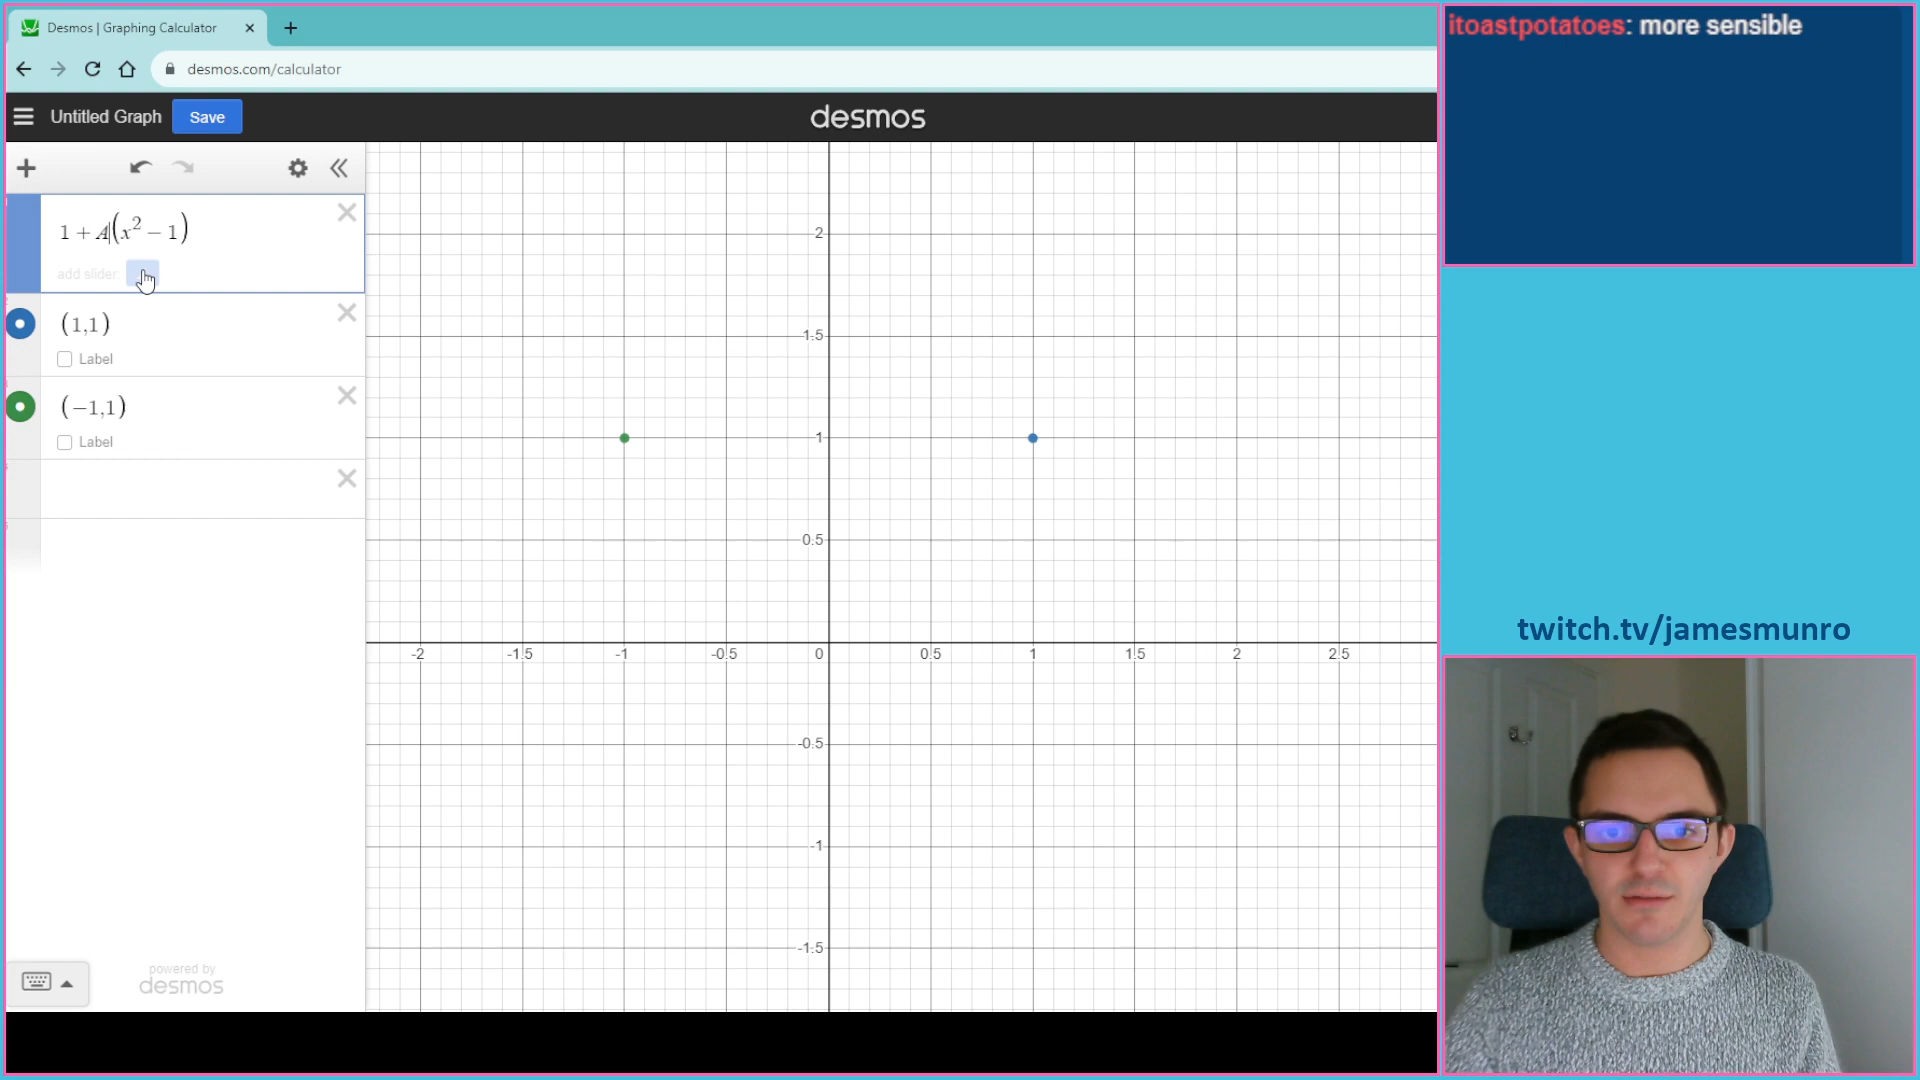 Desmos | Graphing Calculator
desmos.com/calculator
Untitled Graph
Save
desmos
1 + A(x² − 1)
add slider:
(1,1)
Label
(−1,1)
Label
powered by
desmos
2
1.5
1
0.5
-2
-1.5
-1
-0.5
0
0.5
1
1.5
2
2.5
-0.5
-1
-1.5
itoastpotatoes: more sensible
twitch.tv/jamesmunro